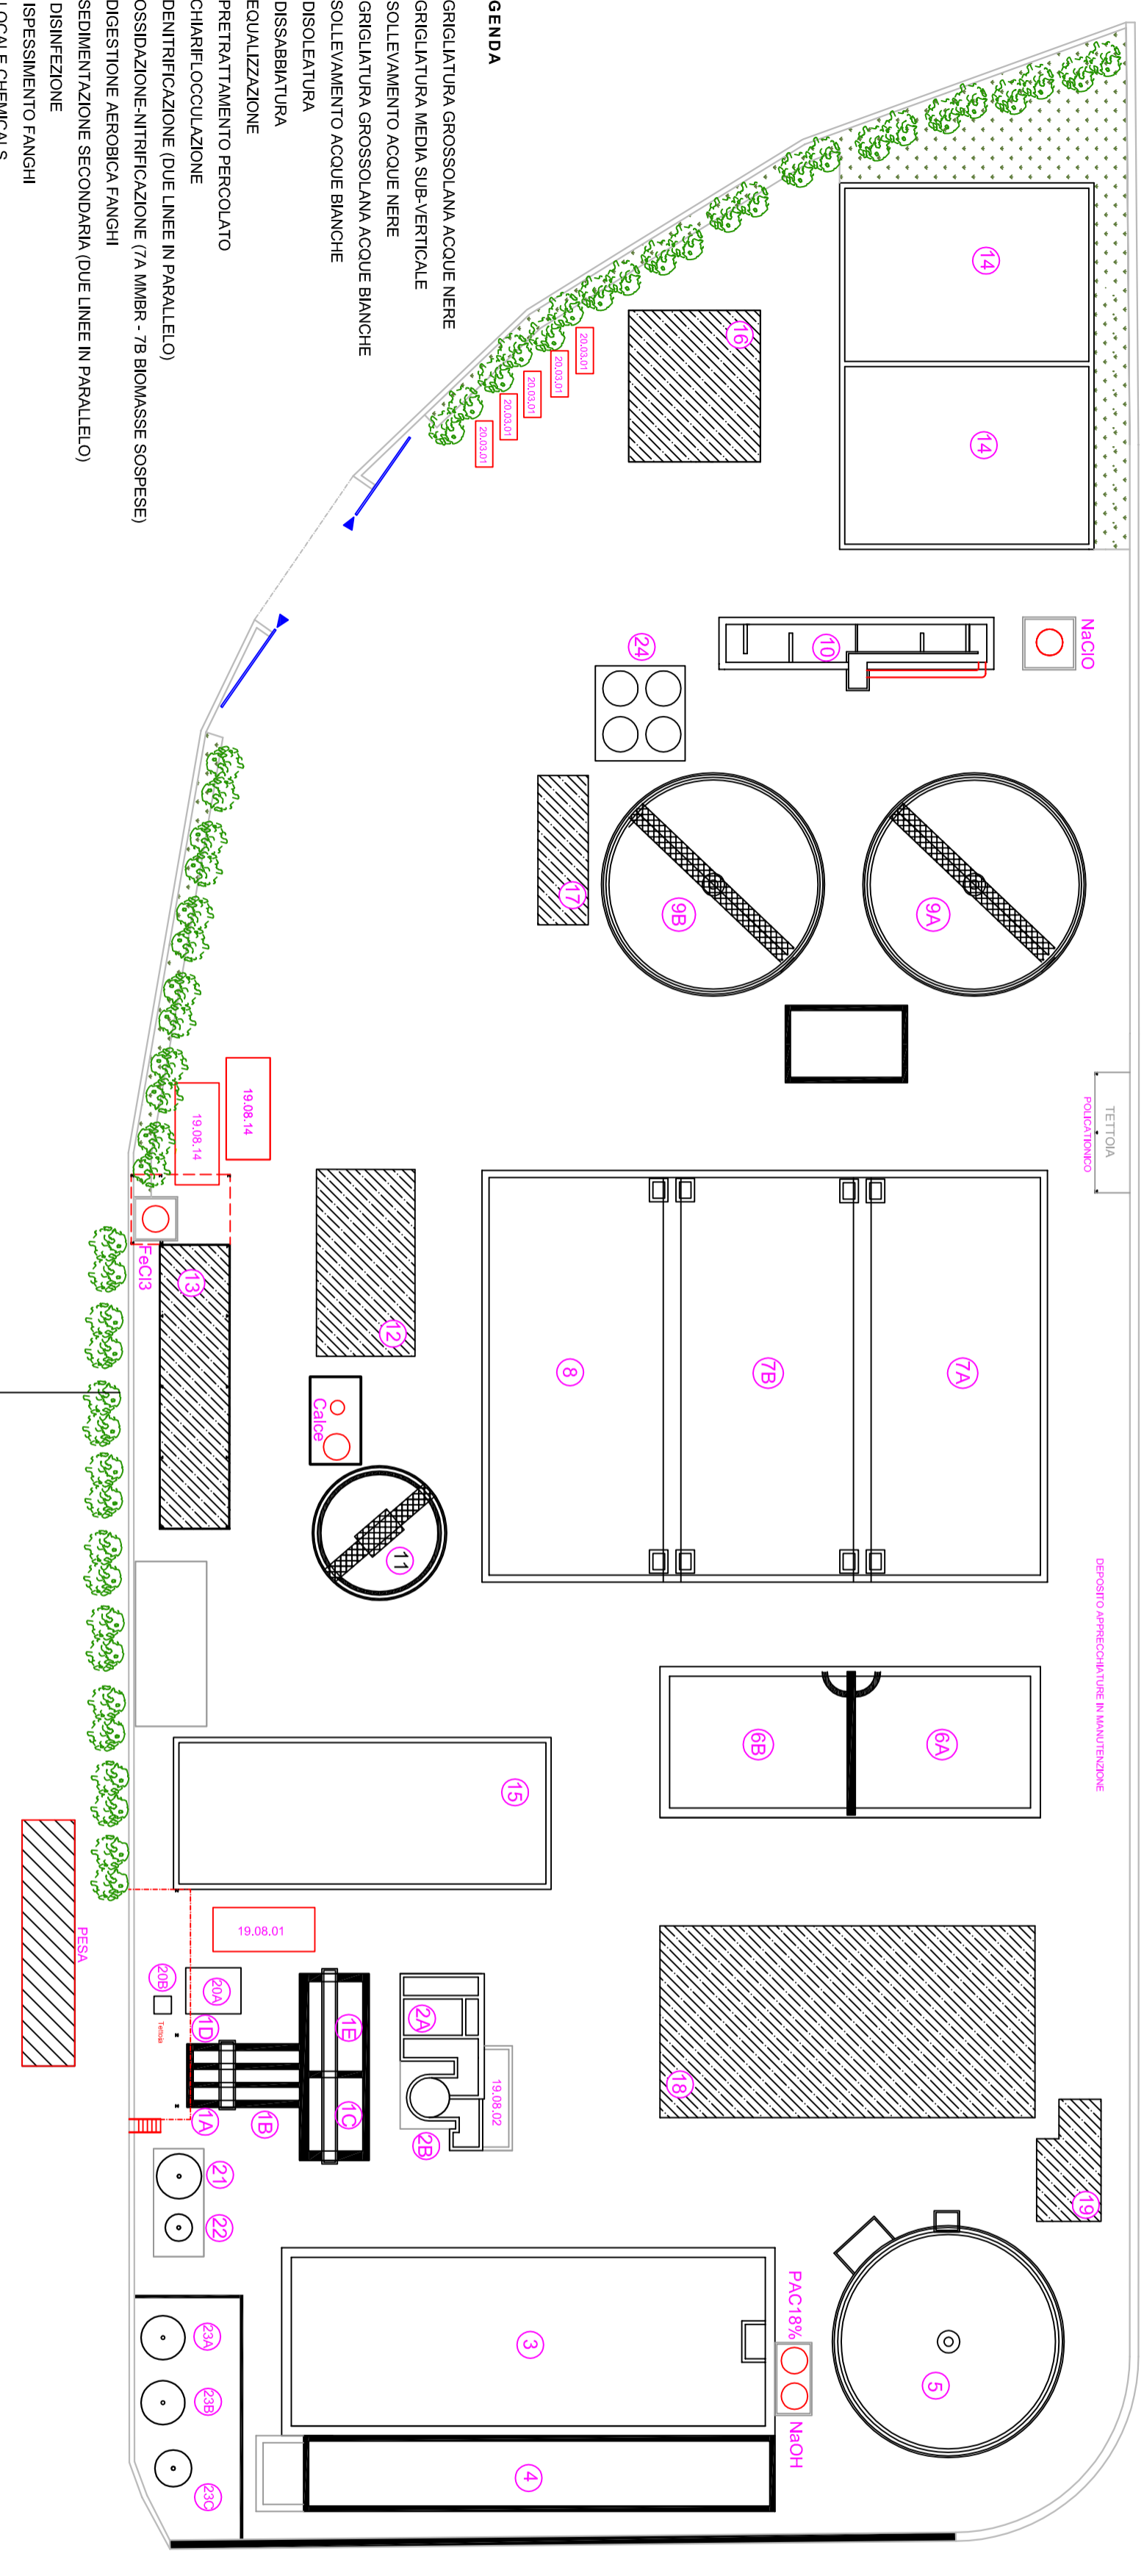 GENDA
GRIGLIATURA GROSSOLANA ACQUE NERE
GRIGLIATURA MEDIA SUB-VERTICALE
SOLLEVAMENTO ACQUE NERE
GRIGLIATURA GROSSOLANA ACQUE BIANCHE
SOLLEVAMENTO ACQUE BIANCHE
DISOLEATURA
DISSABBIATURA
EQUALIZZAZIONE
PRETRATTAMENTO PERCOLATO
CHIARIFLOCCULAZIONE
DENITRIFICAZIONE (DUE LINEE IN PARALLELO)
OSSIDAZIONE-NITRIFICAZIONE (7A MMBR - 7B BIOMASSE SOSPESE)
DIGESTIONE AEROBICA FANGHI
SEDIMENTAZIONE SECONDARIA (DUE LINEE IN PARALLELO)
DISINFEZIONE
ISPESSIMENTO FANGHI
LOCALE CHEMICALS
14
14
16
20.03.01
20.03.01
20.03.01
20.03.01
20.03.01
NaClO
10
24
17
9A
9B
TETTOIA
POLICATIONICO
19.08.14
19.08.14
FeCl3
13
12
Calce
11
7A
7B
8
DEPOSITO APPRECCHIATURE IN MANUTENZIONE
6A
6B
15
PESA
19.08.01
20B
20A
Tettoia
1D
1E
1A
1B
1C
2A
2B
19.08.02
18
19
21
22
5
PAC18%
NaOH
3
4
23A
23B
23C